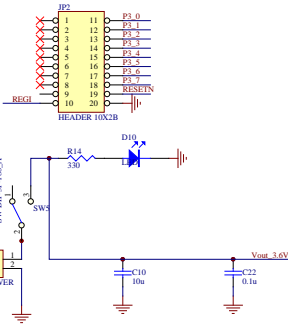 JP2
1 11 P3_0
2 12 P3_1
3 13 P3_2
4 14 P3_3
5 15 P3_4
6 16 P3_5
7 17 P3_6
8 18 P3_7
9 19 RESETN
REGI 10 20
HEADER 10X2B
D10
R14
330
1
3
SW5
2
1
2
Vout_3.6V
C10
10u
C22
0.1u